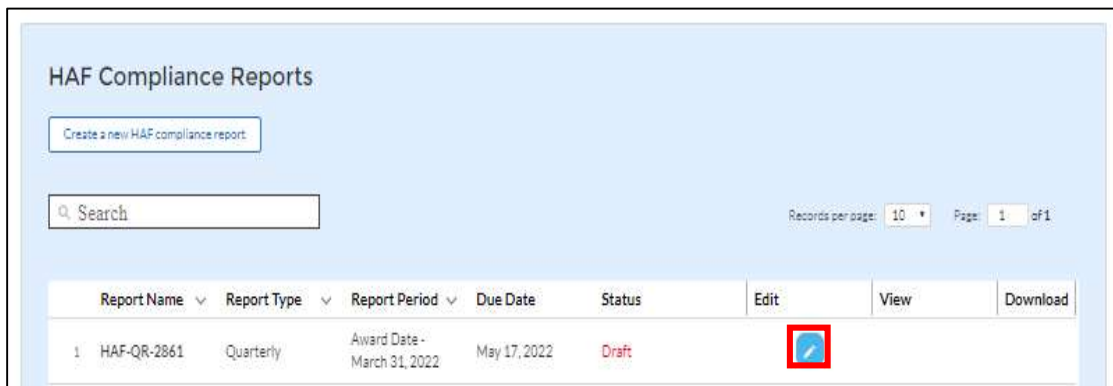 HAF Compliance Reports
Create a new HAF compliance report
Search
Records per page: 10 Page: 1 of 1
Report Name Report Type Report Period Due Date Status Edit View Download
1 HAF-QR-2861 Quarterly Award Date - March 31, 2022 May 17, 2022 Draft